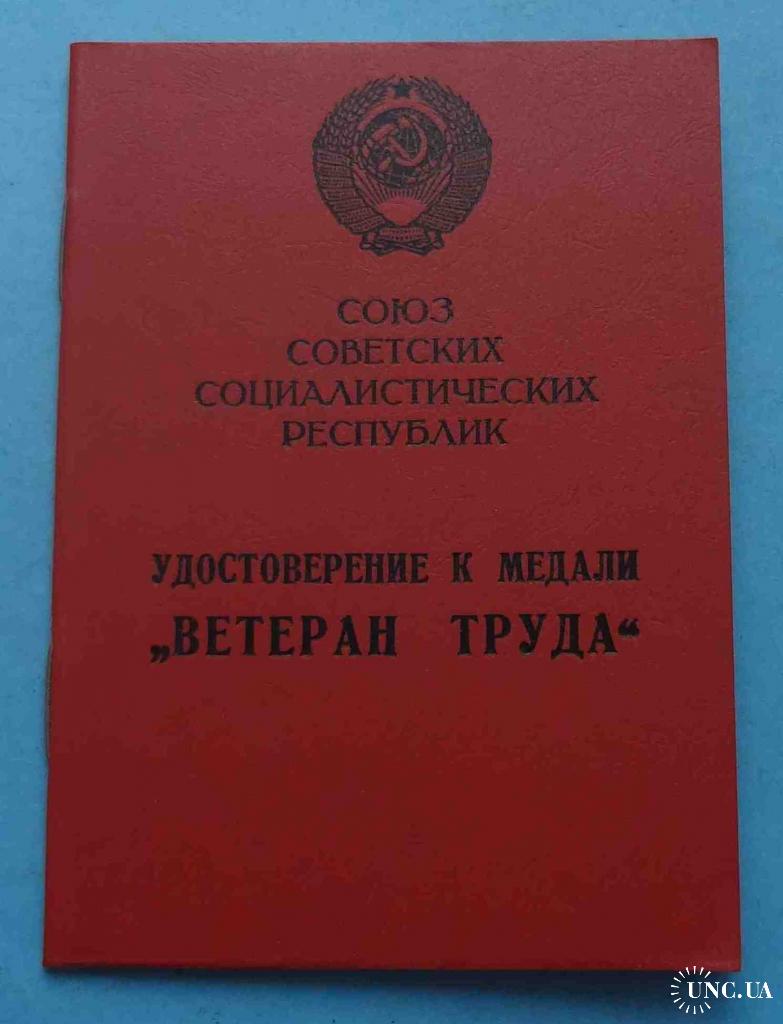 СОЮЗ
СОВЕТСКИХ
СОЦИАЛИСТИЧЕСКИХ
РЕСПУБЛИК
УДОСТОВЕРЕНИЕ К МЕДАЛИ
„ВЕТЕРАН ТРУДА“
UNC.UA